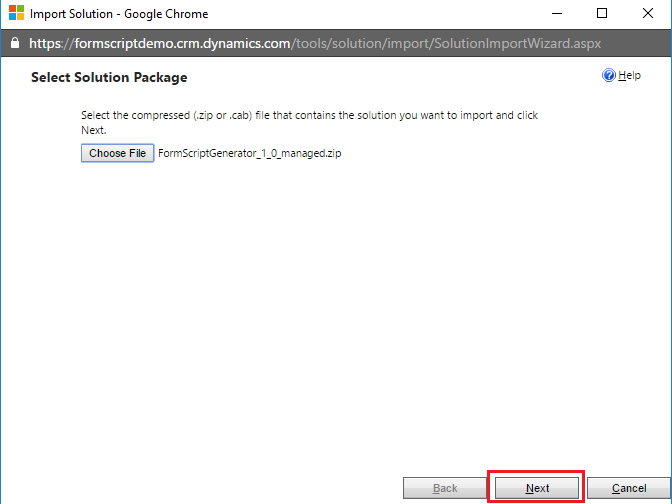 Import Solution - Google Chrome
https://formscriptdemo.crm.dynamics.com/tools/solution/import/SolutionImportWizard.aspx
Select Solution Package
Help
Select the compressed (.zip or .cab) file that contains the solution you want to import and click
Next.
Choose File FormScriptGenerator_1_0_managed.zip
Back Next Cancel